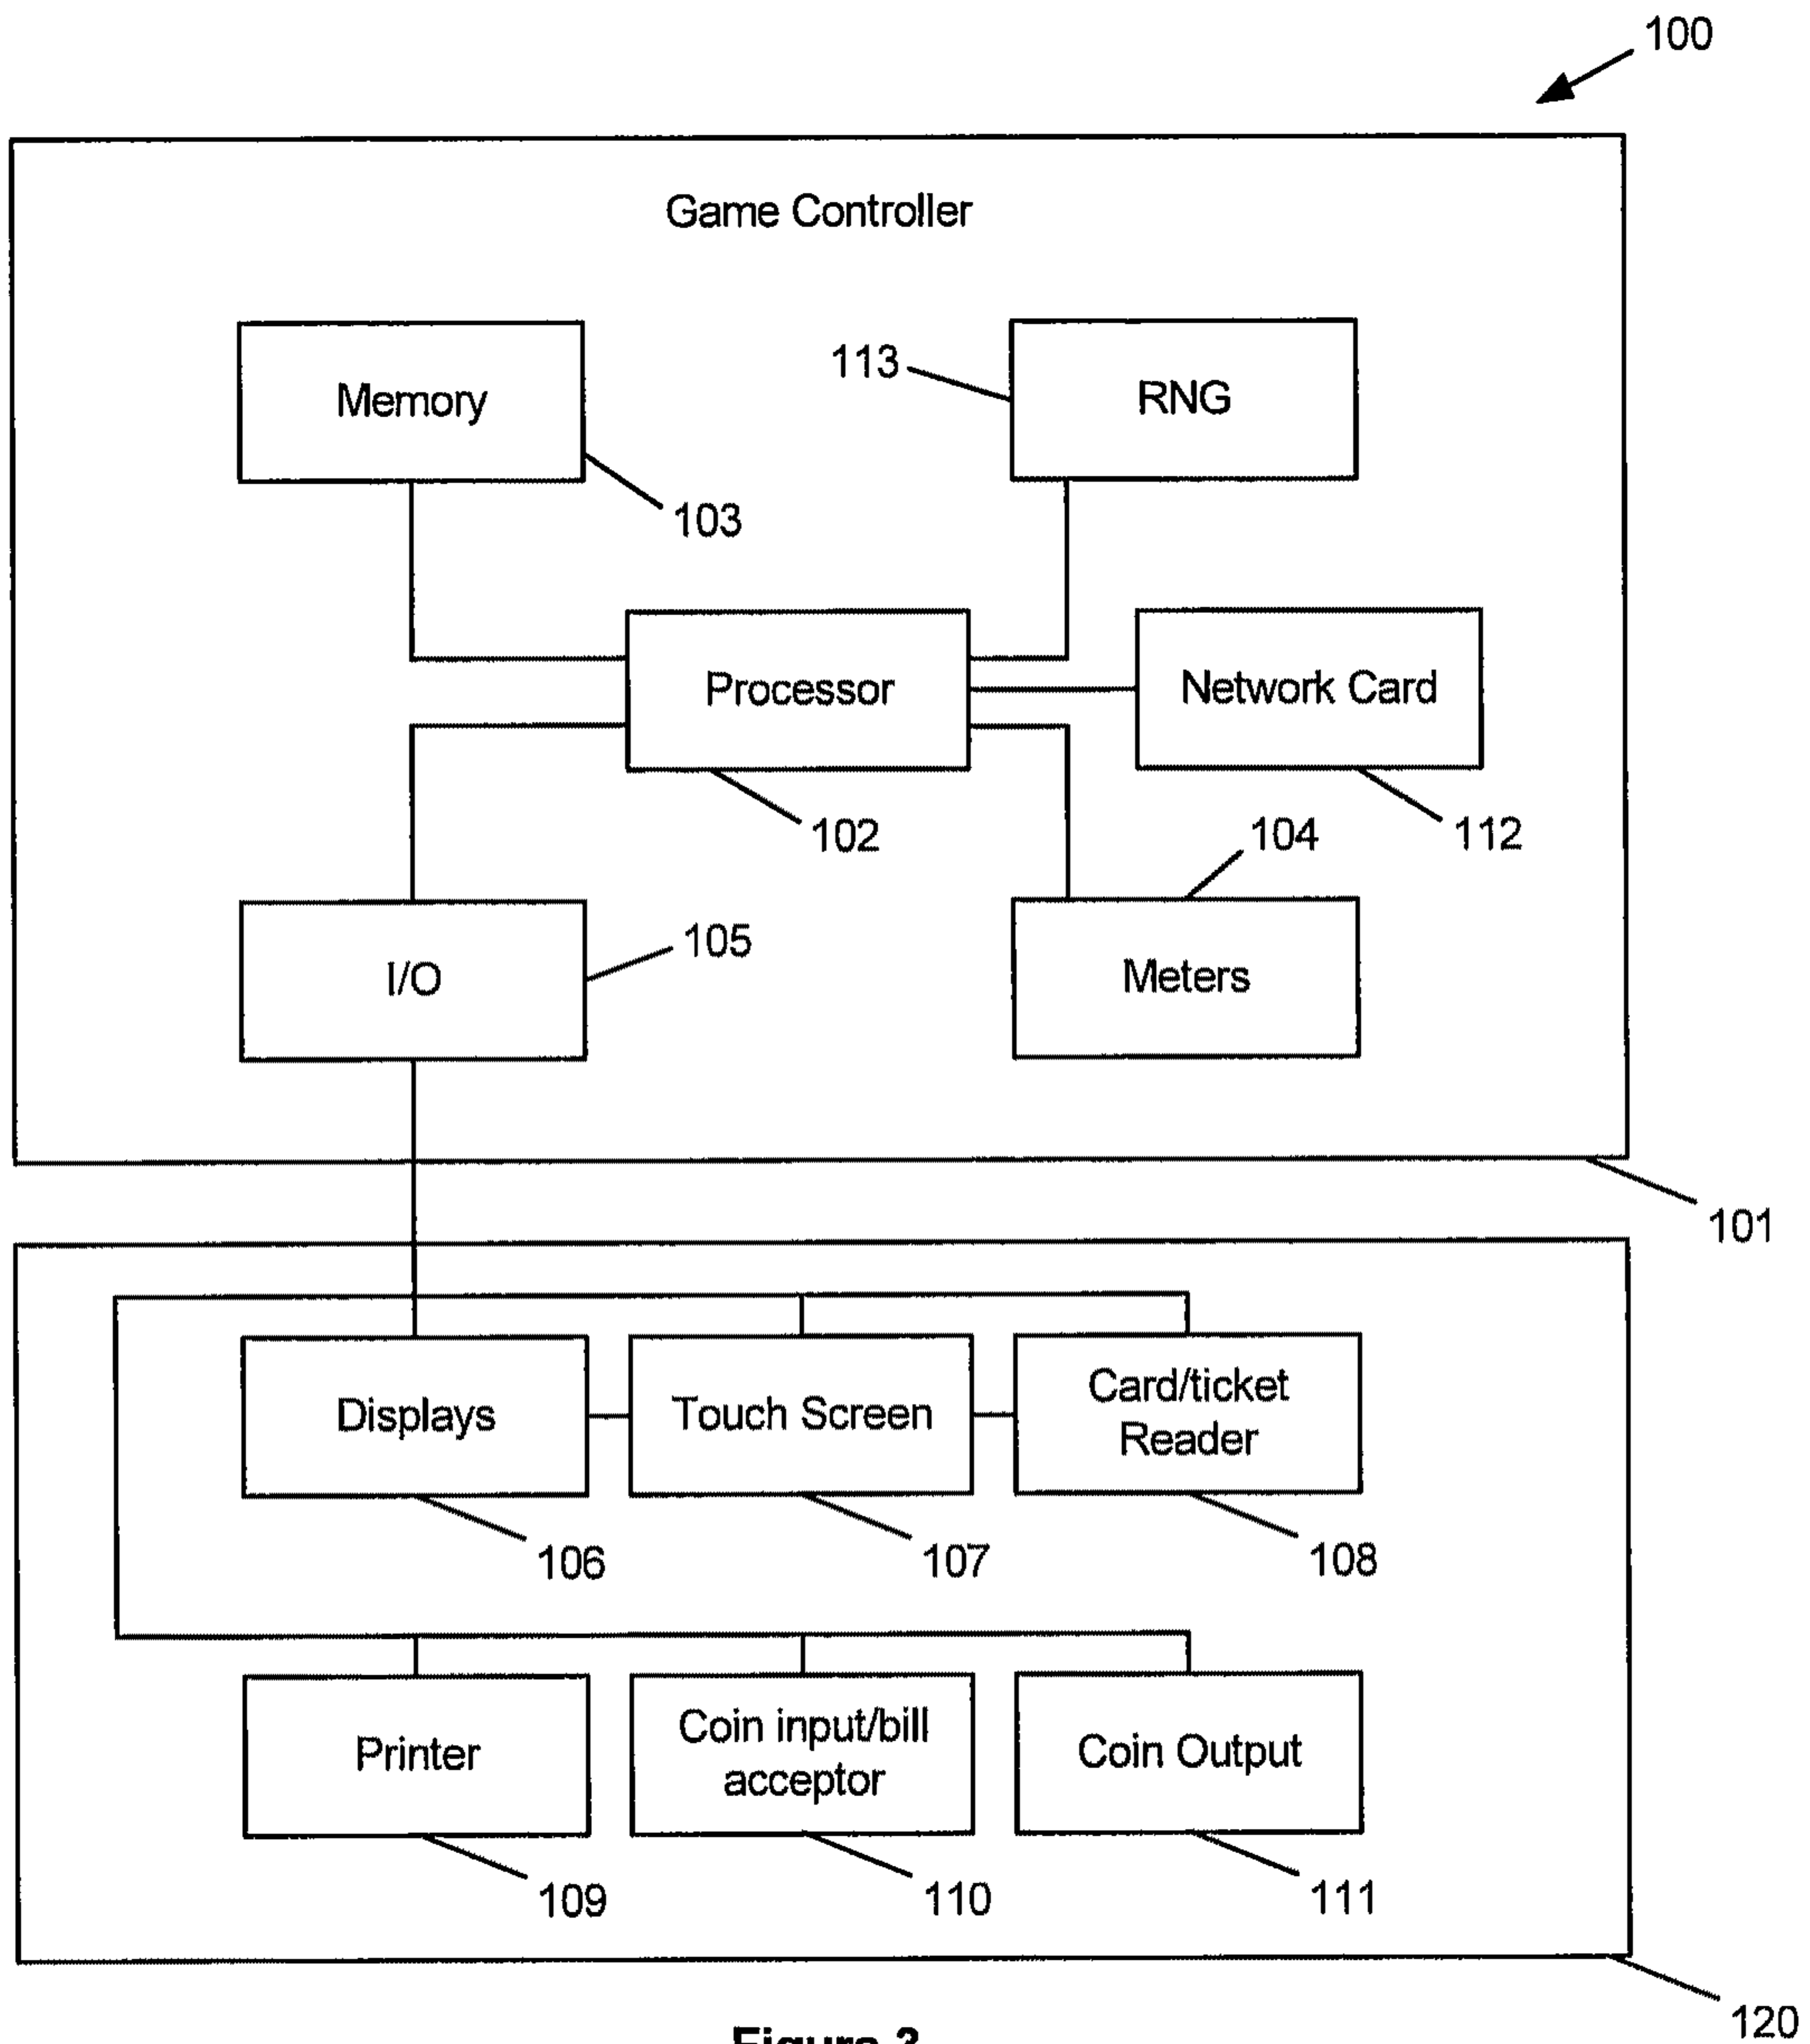 100
Game Controller
Memory
113
RNG
103
Processor
Network Card
102
104
112
105
I/O
Meters
101
Displays
Touch Screen
Card/ticket
Reader
106
107
108
Printer
Coin input/bill
acceptor
Coin Output
109
110
111
120